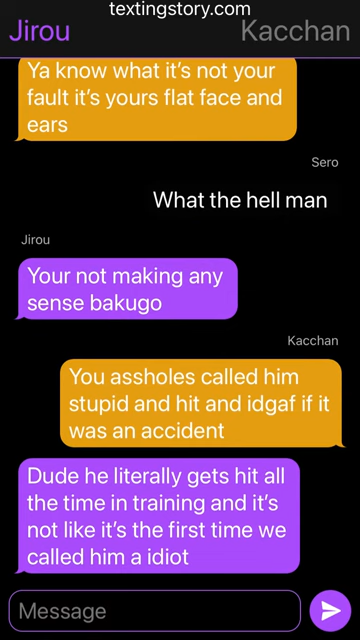 textingstory.com
Jirou Kacchan
Ya know what it’s not your
fault it’s yours flat face and
ears
Sero
What the hell man
Jirou
Your not making any
sense bakugo
Kacchan
You assholes called him
stupid and hit and idgaf if it
was an accident
Dude he literally gets hit all
the time in training and it’s
not like it’s the first time we
called him a idiot
Message